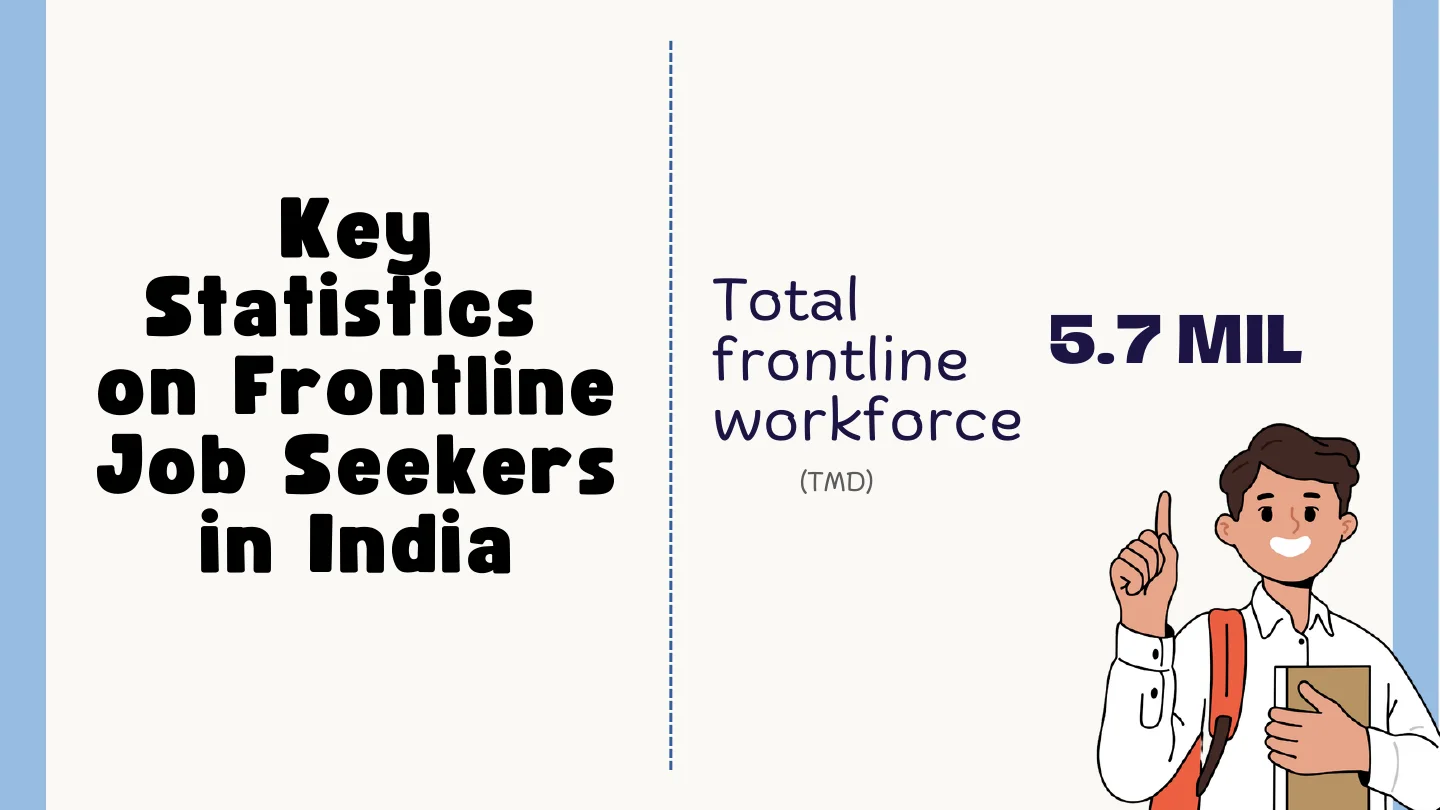 Key
Statistics
on Frontline
Job Seekers
in India
Total
frontline
workforce
(TMD)
5.7 MIL